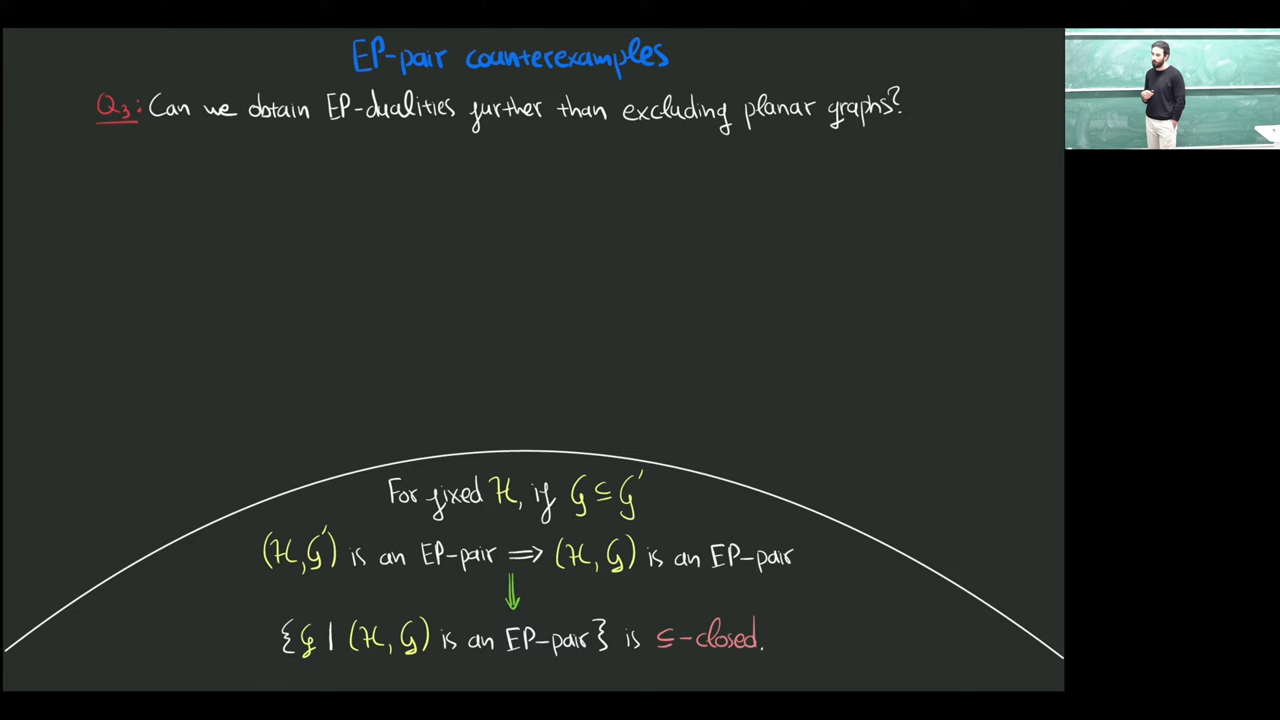 EP-pair counterexamples
Q₃: Can we obtain EP-dualities further than excluding planar graphs?
For fixed ℋ, if 𝒢 ⊆ 𝒢′
(ℋ, 𝒢′) is an EP-pair ⟹ (ℋ, 𝒢) is an EP-pair
⇓
{𝒢 | (ℋ, 𝒢) is an EP-pair} is ⊆-closed.